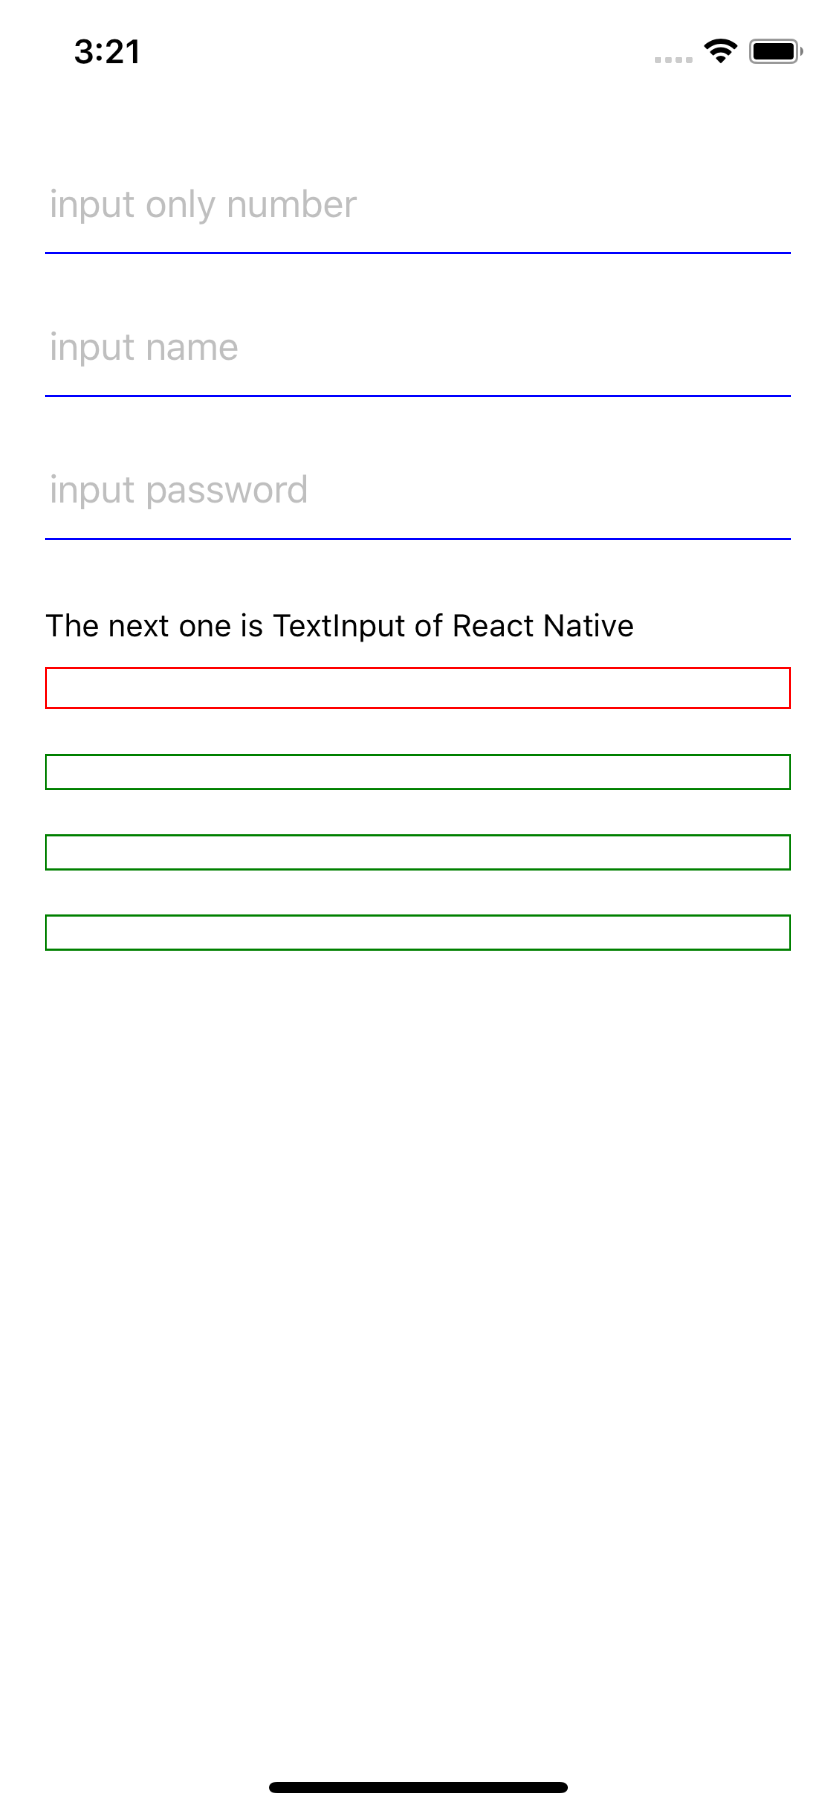 3:21
input only number
input name
input password
The next one is TextInput of React Native